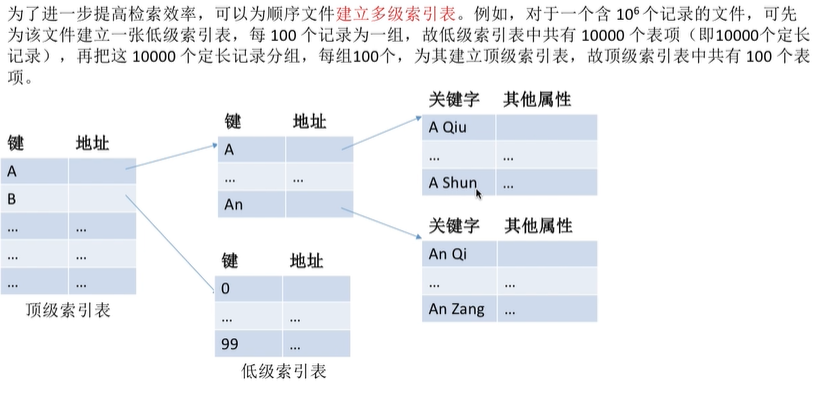 为了进一步提高检索效率，可以为顺序文件建立多级索引表。例如，对于一个含 10⁶ 个记录的文件，可先
为该文件建立一张低级索引表，每 100 个记录为一组，故低级索引表中共有 10000 个表项（即10000个定长
记录），再把这 10000 个定长记录分组，每组100个，为其建立顶级索引表，故顶级索引表中共有 100 个表
项。
键 地址
A
B
... ...
... ...
... ...
顶级索引表
键 地址
A
... ...
An
键 地址
0
... ...
99 ...
低级索引表
关键字 其他属性
A Qiu
... ...
A Shun ...
关键字 其他属性
An Qi
... ...
An Zang ...